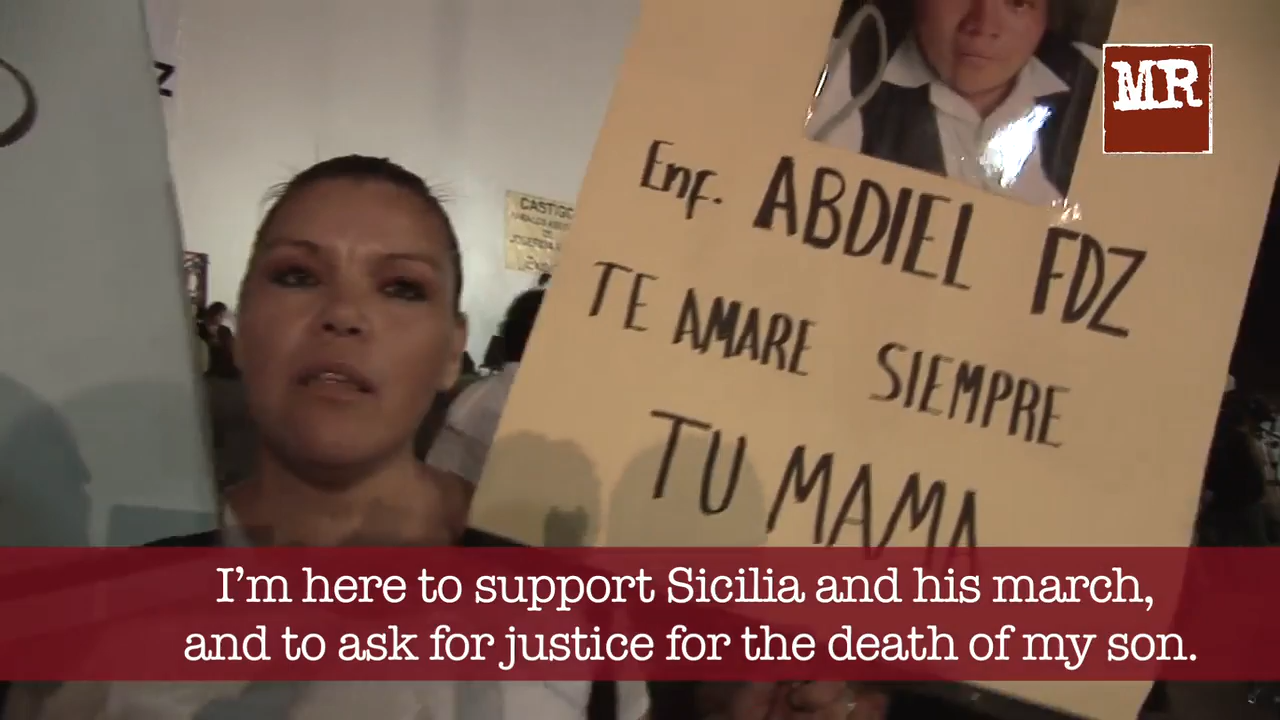 MR
Z
CASTIGO
Enf. ABDIEL FDZ
TE AMARE SIEMPRE
TU MAMA
I'm here to support Sicilia and his march,
and to ask for justice for the death of my son.